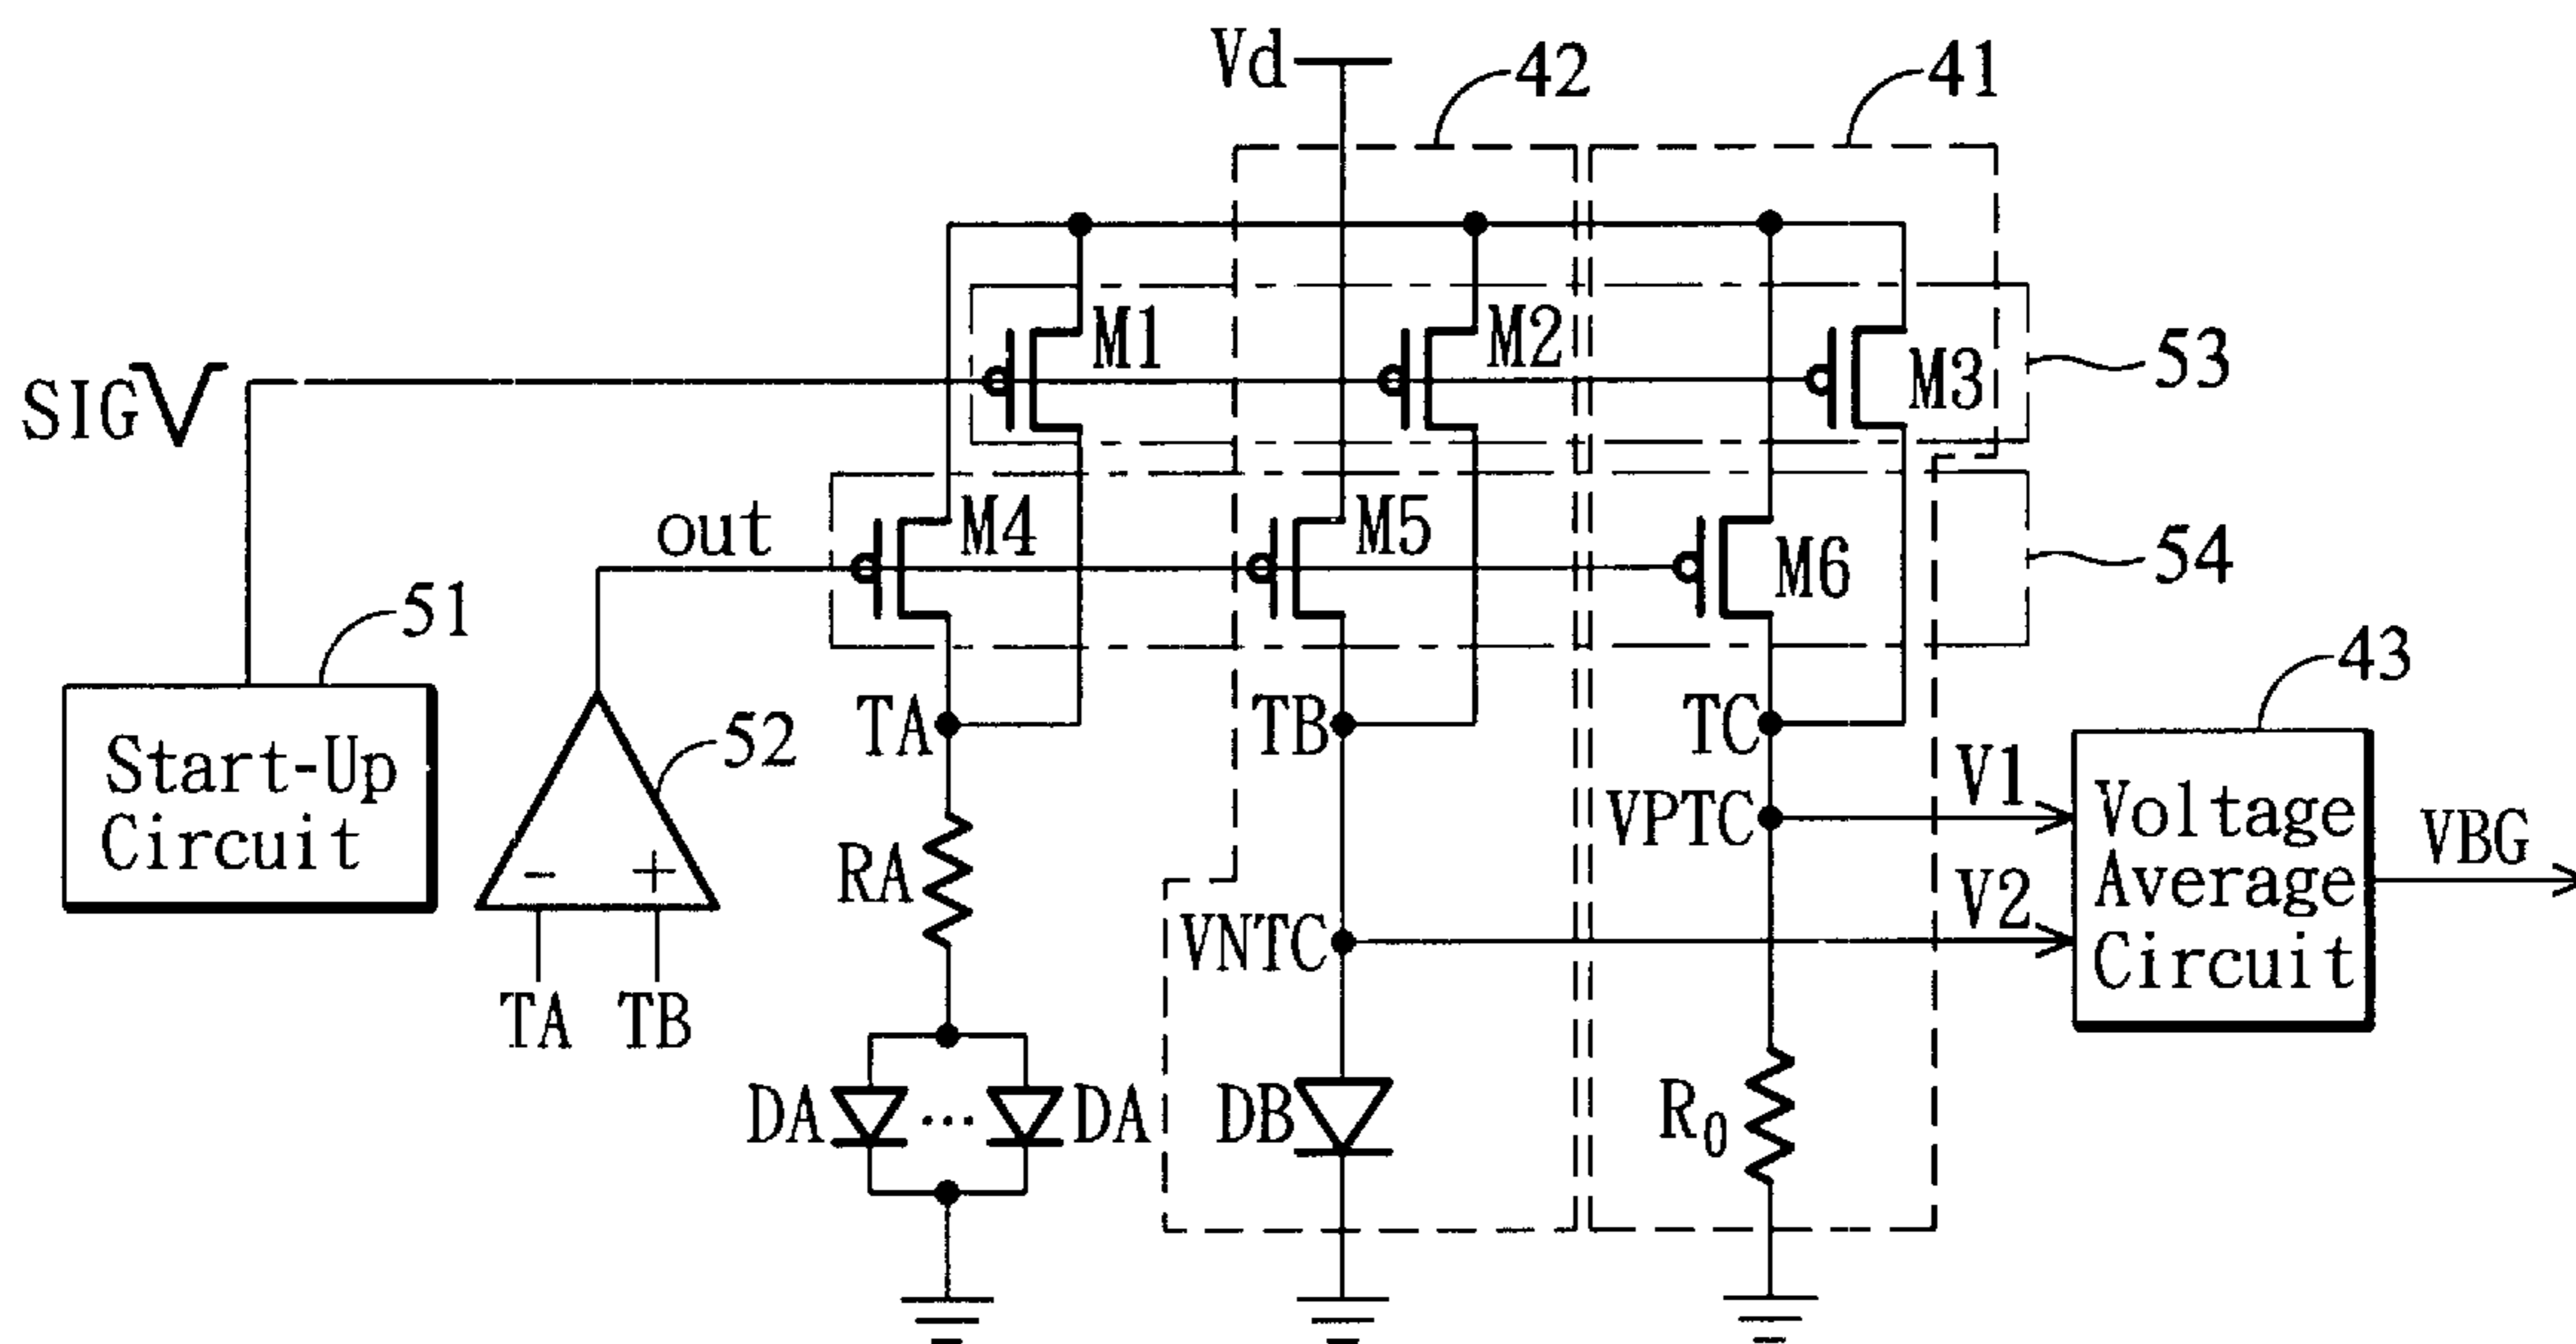 Vd
42
41
M1
M2
M3
53
SIG
out
M4
M5
M6
54
51
Start-Up
Circuit
52
-
+
TA
TB
TA
TB
TC
43
V1
VPTC
Voltage
Average
Circuit
VBG
RA
V2
VNTC
DA
...
DA
DB
R0